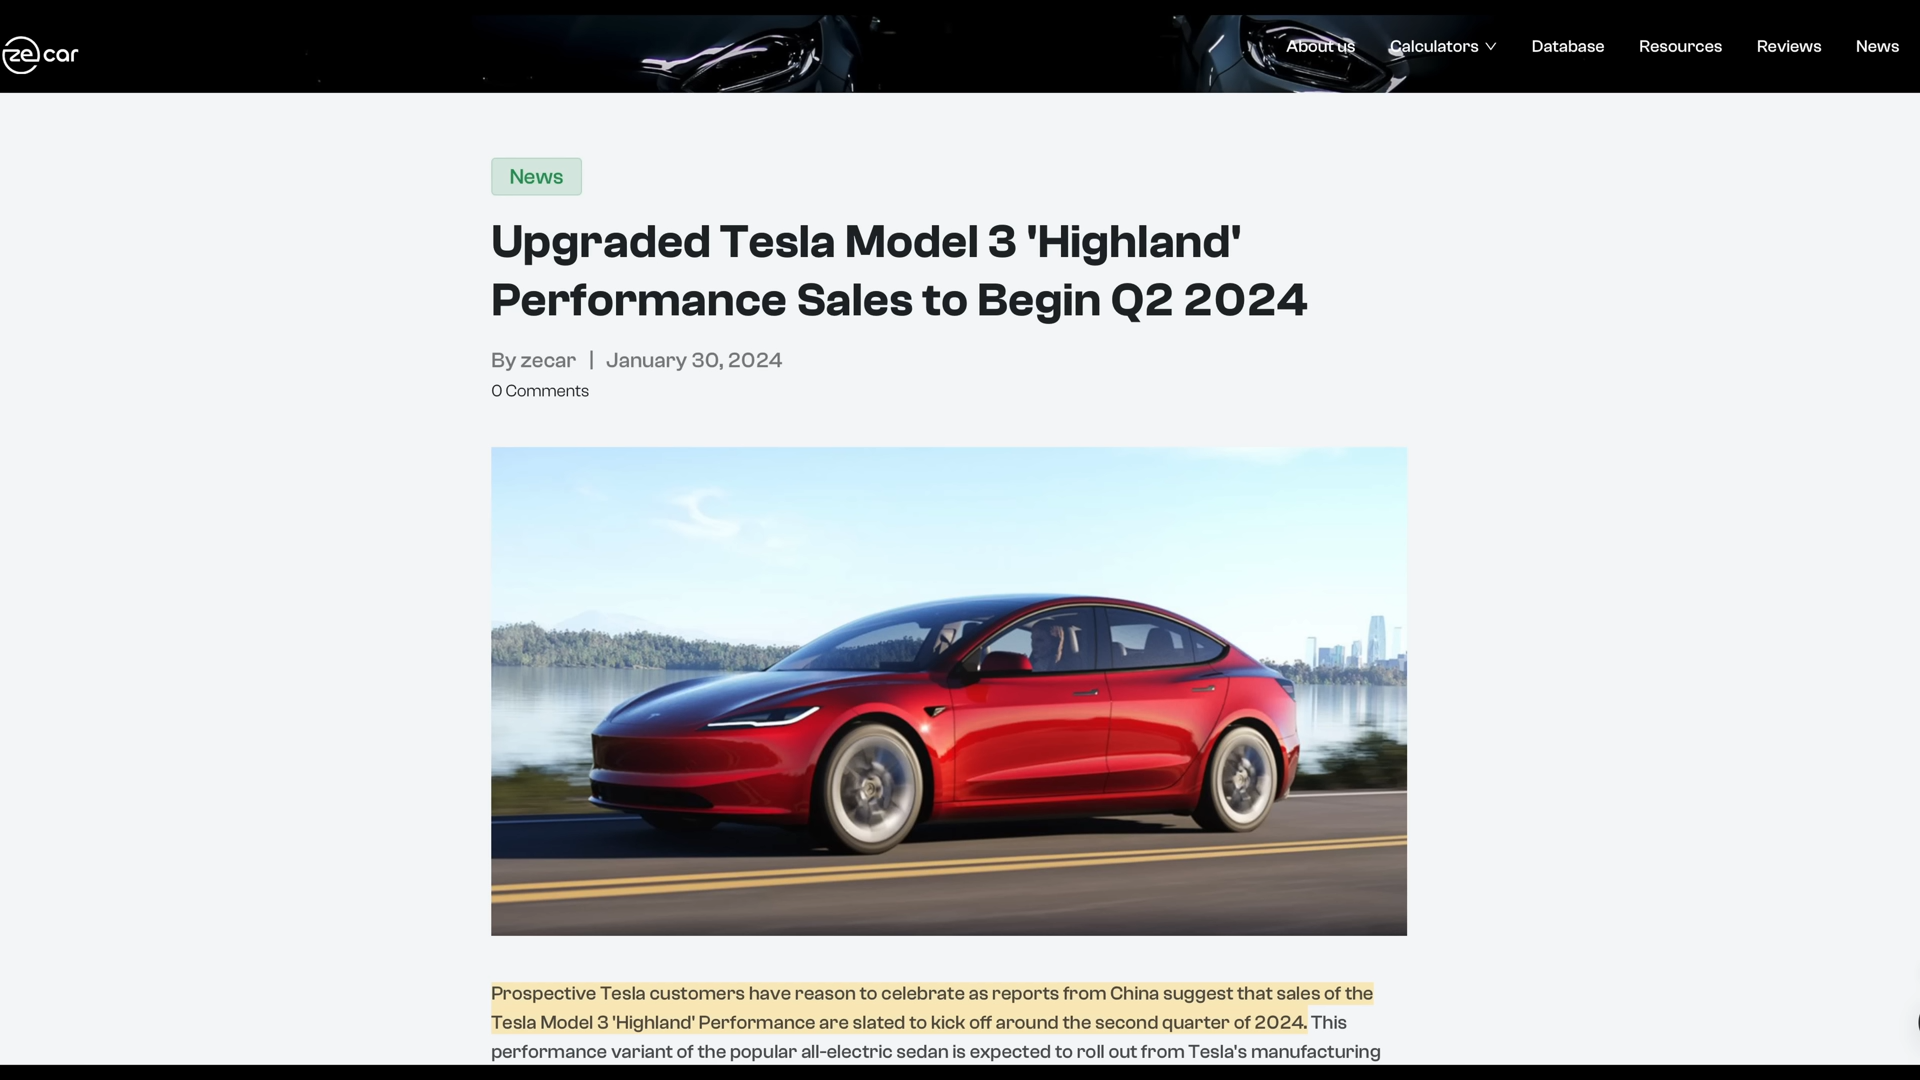 zecar
About us Calculators Database Resources Reviews News
News
Upgraded Tesla Model 3 'Highland'
Performance Sales to Begin Q2 2024
By zecar | January 30, 2024
0 Comments
Prospective Tesla customers have reason to celebrate as reports from China suggest that sales of the
Tesla Model 3 'Highland' Performance are slated to kick off around the second quarter of 2024. This
performance variant of the popular all-electric sedan is expected to roll out from Tesla's manufacturing